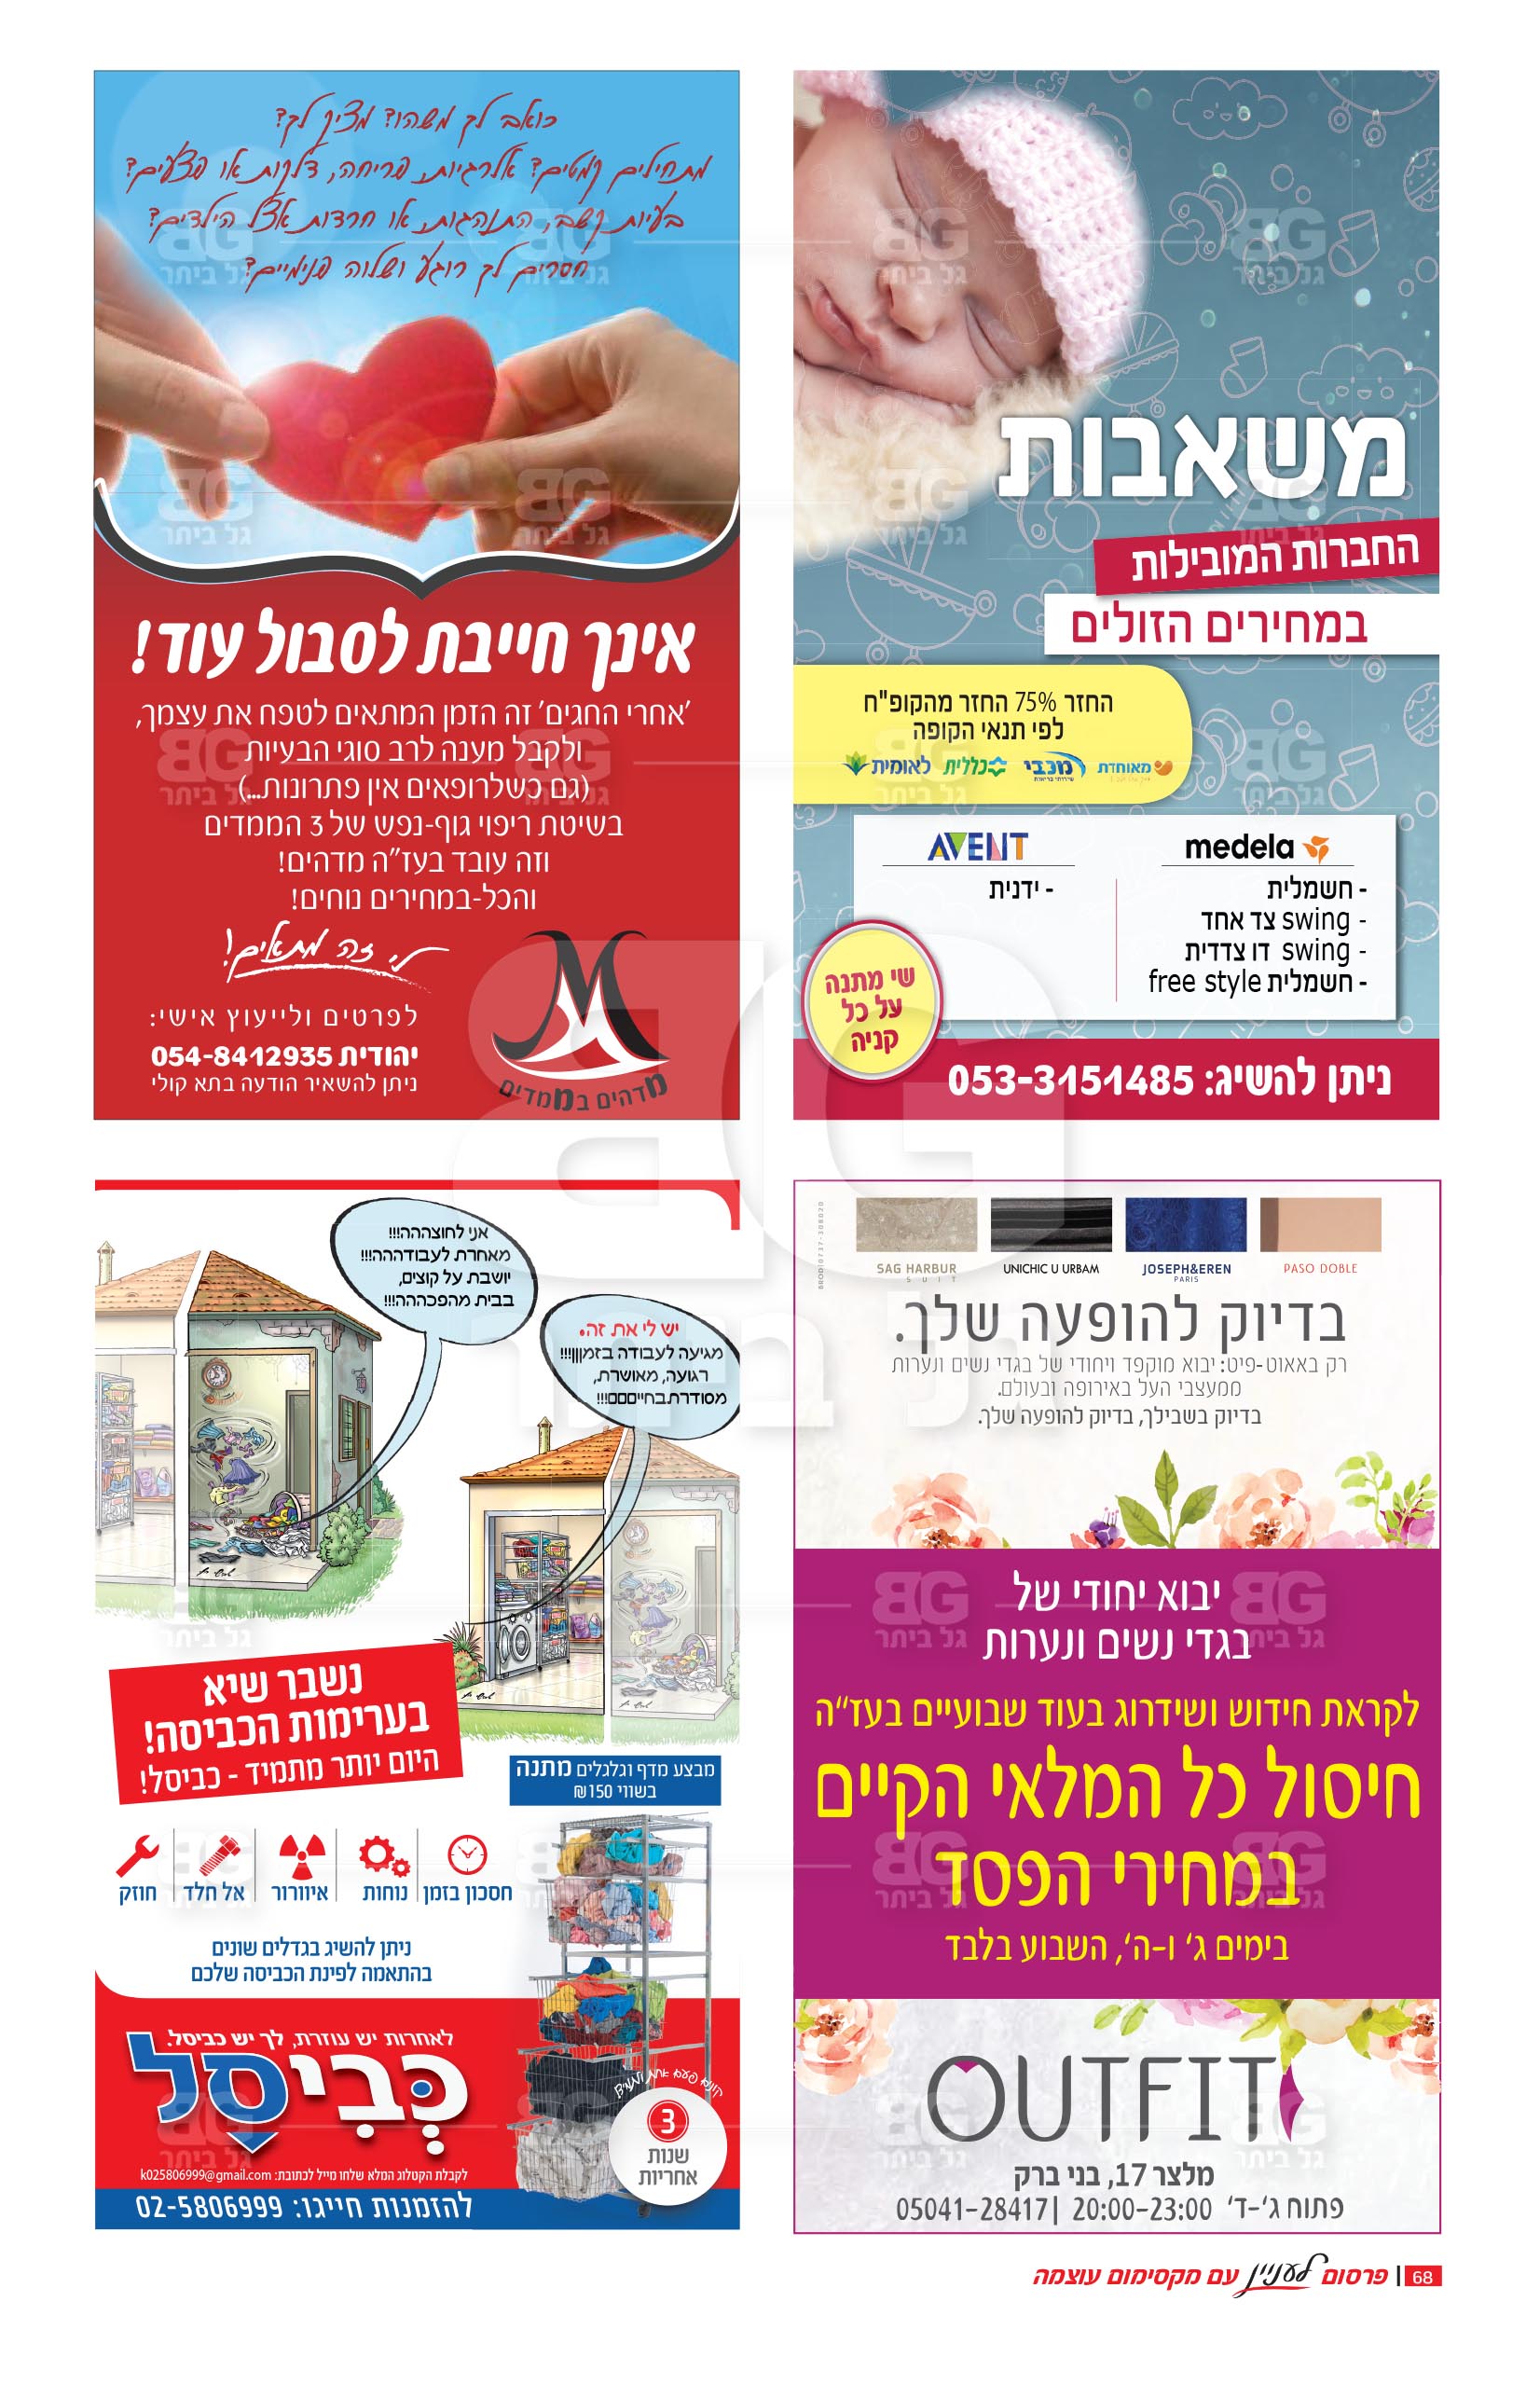 משאבות
החברות המובילות
במחירים הזולים
החזר 75% החזר מהקופ"ח
לפי תנאי הקופה
מאוחדת מכבי כללית לאומית
medela
- חשמלית
- swing צד אחד
- swing דו צדדית
- חשמלית free style
AVENT
- ידנית
שי מתנה
על כל
קניה
ניתן להשיג: 053-3151485
כואב לך משהו? מציק לך?
מתחילים קמטים? אלרגיות, פריחה, דלקות או פצעים?
בעיות קשב, התנהגות, או חרדות אצל הילדים?
חסרים לך רוגע ושלוה פנימיים?
אינך חייבת לסבול עוד!
'אחרי החגים' זה הזמן המתאים לטפח את עצמך,
ולקבל מענה לרב סוגי הבעיות
(גם כשלרופאים אין פתרונות...)
בשיטת ריפוי גוף-נפש של 3 הממדים
וזה עובד בעז"ה מדהים!
והכל-במחירים נוחים!
לי זה מתאים!
לפרטים ולייעוץ אישי:
יהודית 054-8412935
ניתן להשאיר הודעה בתא קולי
מדהים בממדים
PASO DOBLE
JOSEPH&EREN
PARIS
UNICHIC U URBAM
SAG HARBUR
SUIT
בדיוק להופעה שלך.
רק באאוט-פיט: יבוא מוקפד ויחודי של בגדי נשים ונערות
ממעצבי העל באירופה ובעולם.
בדיוק בשבילך, בדיוק להופעה שלך.
יבוא יחודי של
בגדי נשים ונערות
לקראת חידוש ושידרוג בעוד שבועיים בעז"ה
חיסול כל המלאי הקיים
במחירי הפסד
בימים ג' ו-ה', השבוע בלבד
OUTFIT
מלצר 17, בני ברק
פתוח ג'-ד' 20:00-23:00 |05041-28417
אני לחוצההה!!!
מאחרת לעבודההה!!!
יושבת על קוצים,
בבית מהפכההה!!!
יש לי את זה.
מגיעה לעבודה בזמןןן!!!
רגועה, מאושרת,
מסודרת בחייםםם!!!
נשבר שיא
בערימות הכביסה!
היום יותר מתמיד - כביסל!
מבצע מדף וגלגלים מתנה
בשווי 150₪
חסכון בזמן
נוחות
איוורור
אל חלד
חוזק
ניתן להשיג בגדלים שונים
בהתאמה לפינת הכביסה שלכם
לאחרות יש עוזרת, לך יש כביסל.
כְּבִיסָל
3
שנות
אחריות
לקבלת הקטלוג המלא שלחו מייל לכתובת: k025806999@gmail.com
להזמנות חייגו: 02-5806999
68 | פרסום לעניין עם מקסימום עוצמה
BG
גל ביתר